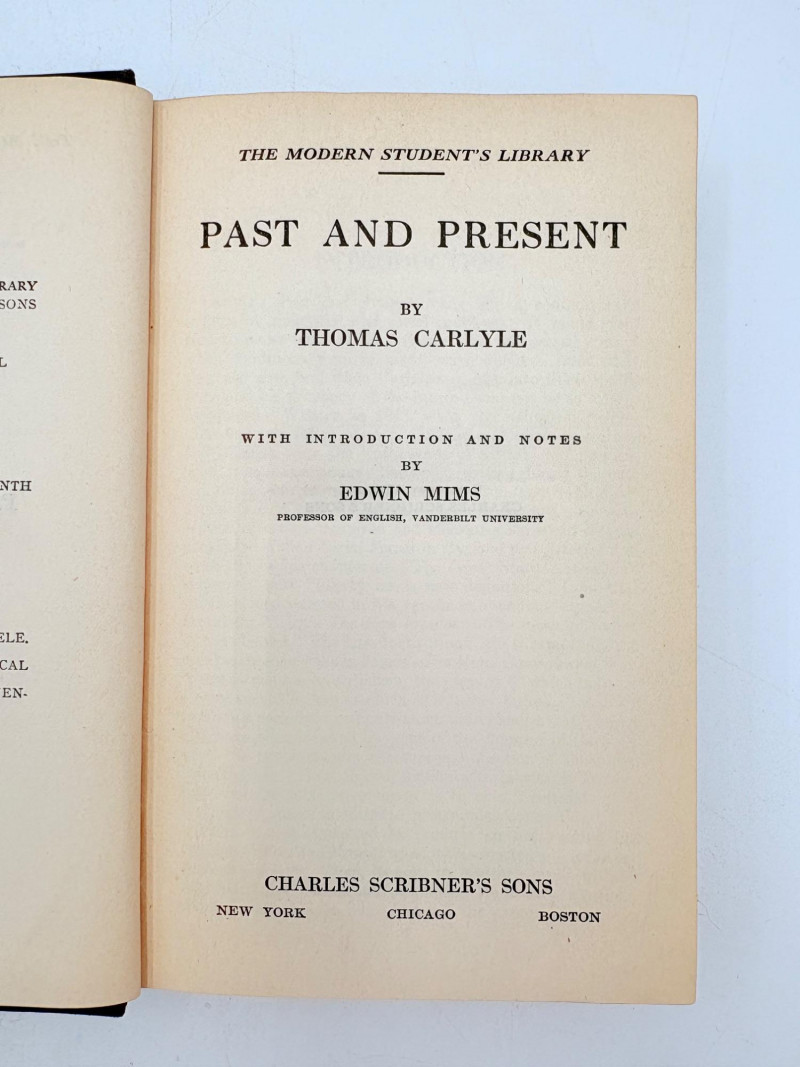 RARY
SONS
L
NTH
ELE.
CAL
EN-
THE MODERN STUDENT'S LIBRARY
PAST AND PRESENT
BY
THOMAS CARLYLE
WITH INTRODUCTION AND NOTES
BY
EDWIN MIMS
PROFESSOR OF ENGLISH, VANDERBILT UNIVERSITY
CHARLES SCRIBNER'S SONS
NEW YORK CHICAGO BOSTON